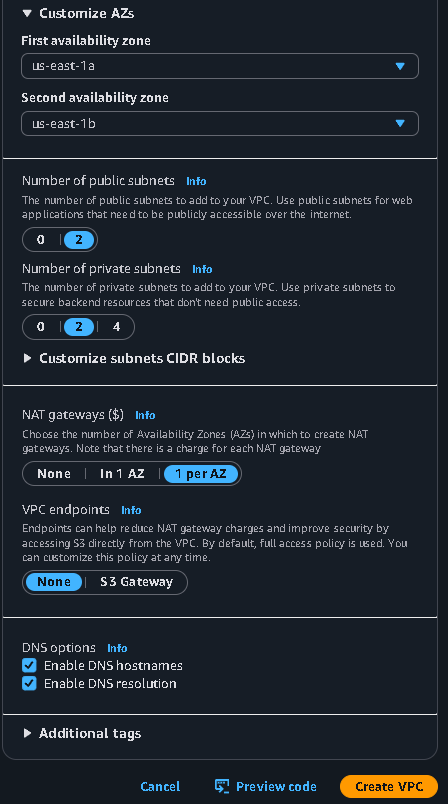 Customize AZs
First availability zone
us-east-1a
Second availability zone
us-east-1b
Number of public subnets Info
The number of public subnets to add to your VPC. Use public subnets for web
applications that need to be publicly accessible over the internet.
0 2
Number of private subnets Info
The number of private subnets to add to your VPC. Use private subnets to
secure backend resources that don't need public access.
0 2 4
Customize subnets CIDR blocks
NAT gateways ($) Info
Choose the number of Availability Zones (AZs) in which to create NAT
gateways. Note that there is a charge for each NAT gateway
None In 1 AZ 1 per AZ
VPC endpoints Info
Endpoints can help reduce NAT gateway charges and improve security by
accessing S3 directly from the VPC. By default, full access policy is used. You
can customize this policy at any time.
None S3 Gateway
DNS options Info
Enable DNS hostnames
Enable DNS resolution
Additional tags
Cancel Preview code Create VPC